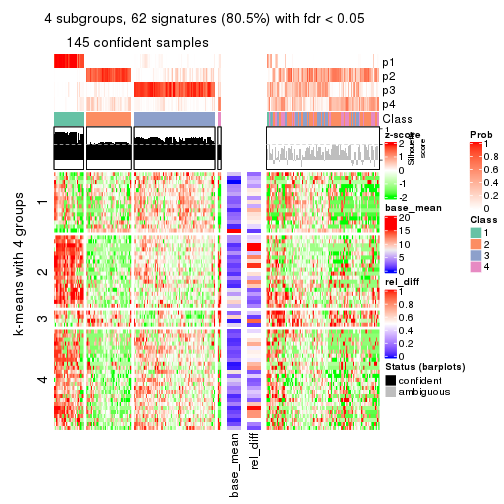 4 subgroups, 62 signatures (80.5%) with fdr < 0.05
145 confident samples
p1
p2
p3
p4
Class
1
Silhouette
score
k-means with 4 groups
1
2
3
4
base_mean
rel_diff
z-score
2
1
0
-1
-2
base_mean
20
15
10
5
0
rel_diff
1
0.8
0.6
0.4
0.2
0
Status (barplots)
confident
ambiguous
Prob
1
0.8
0.6
0.4
0.2
0
Class
1
2
3
4